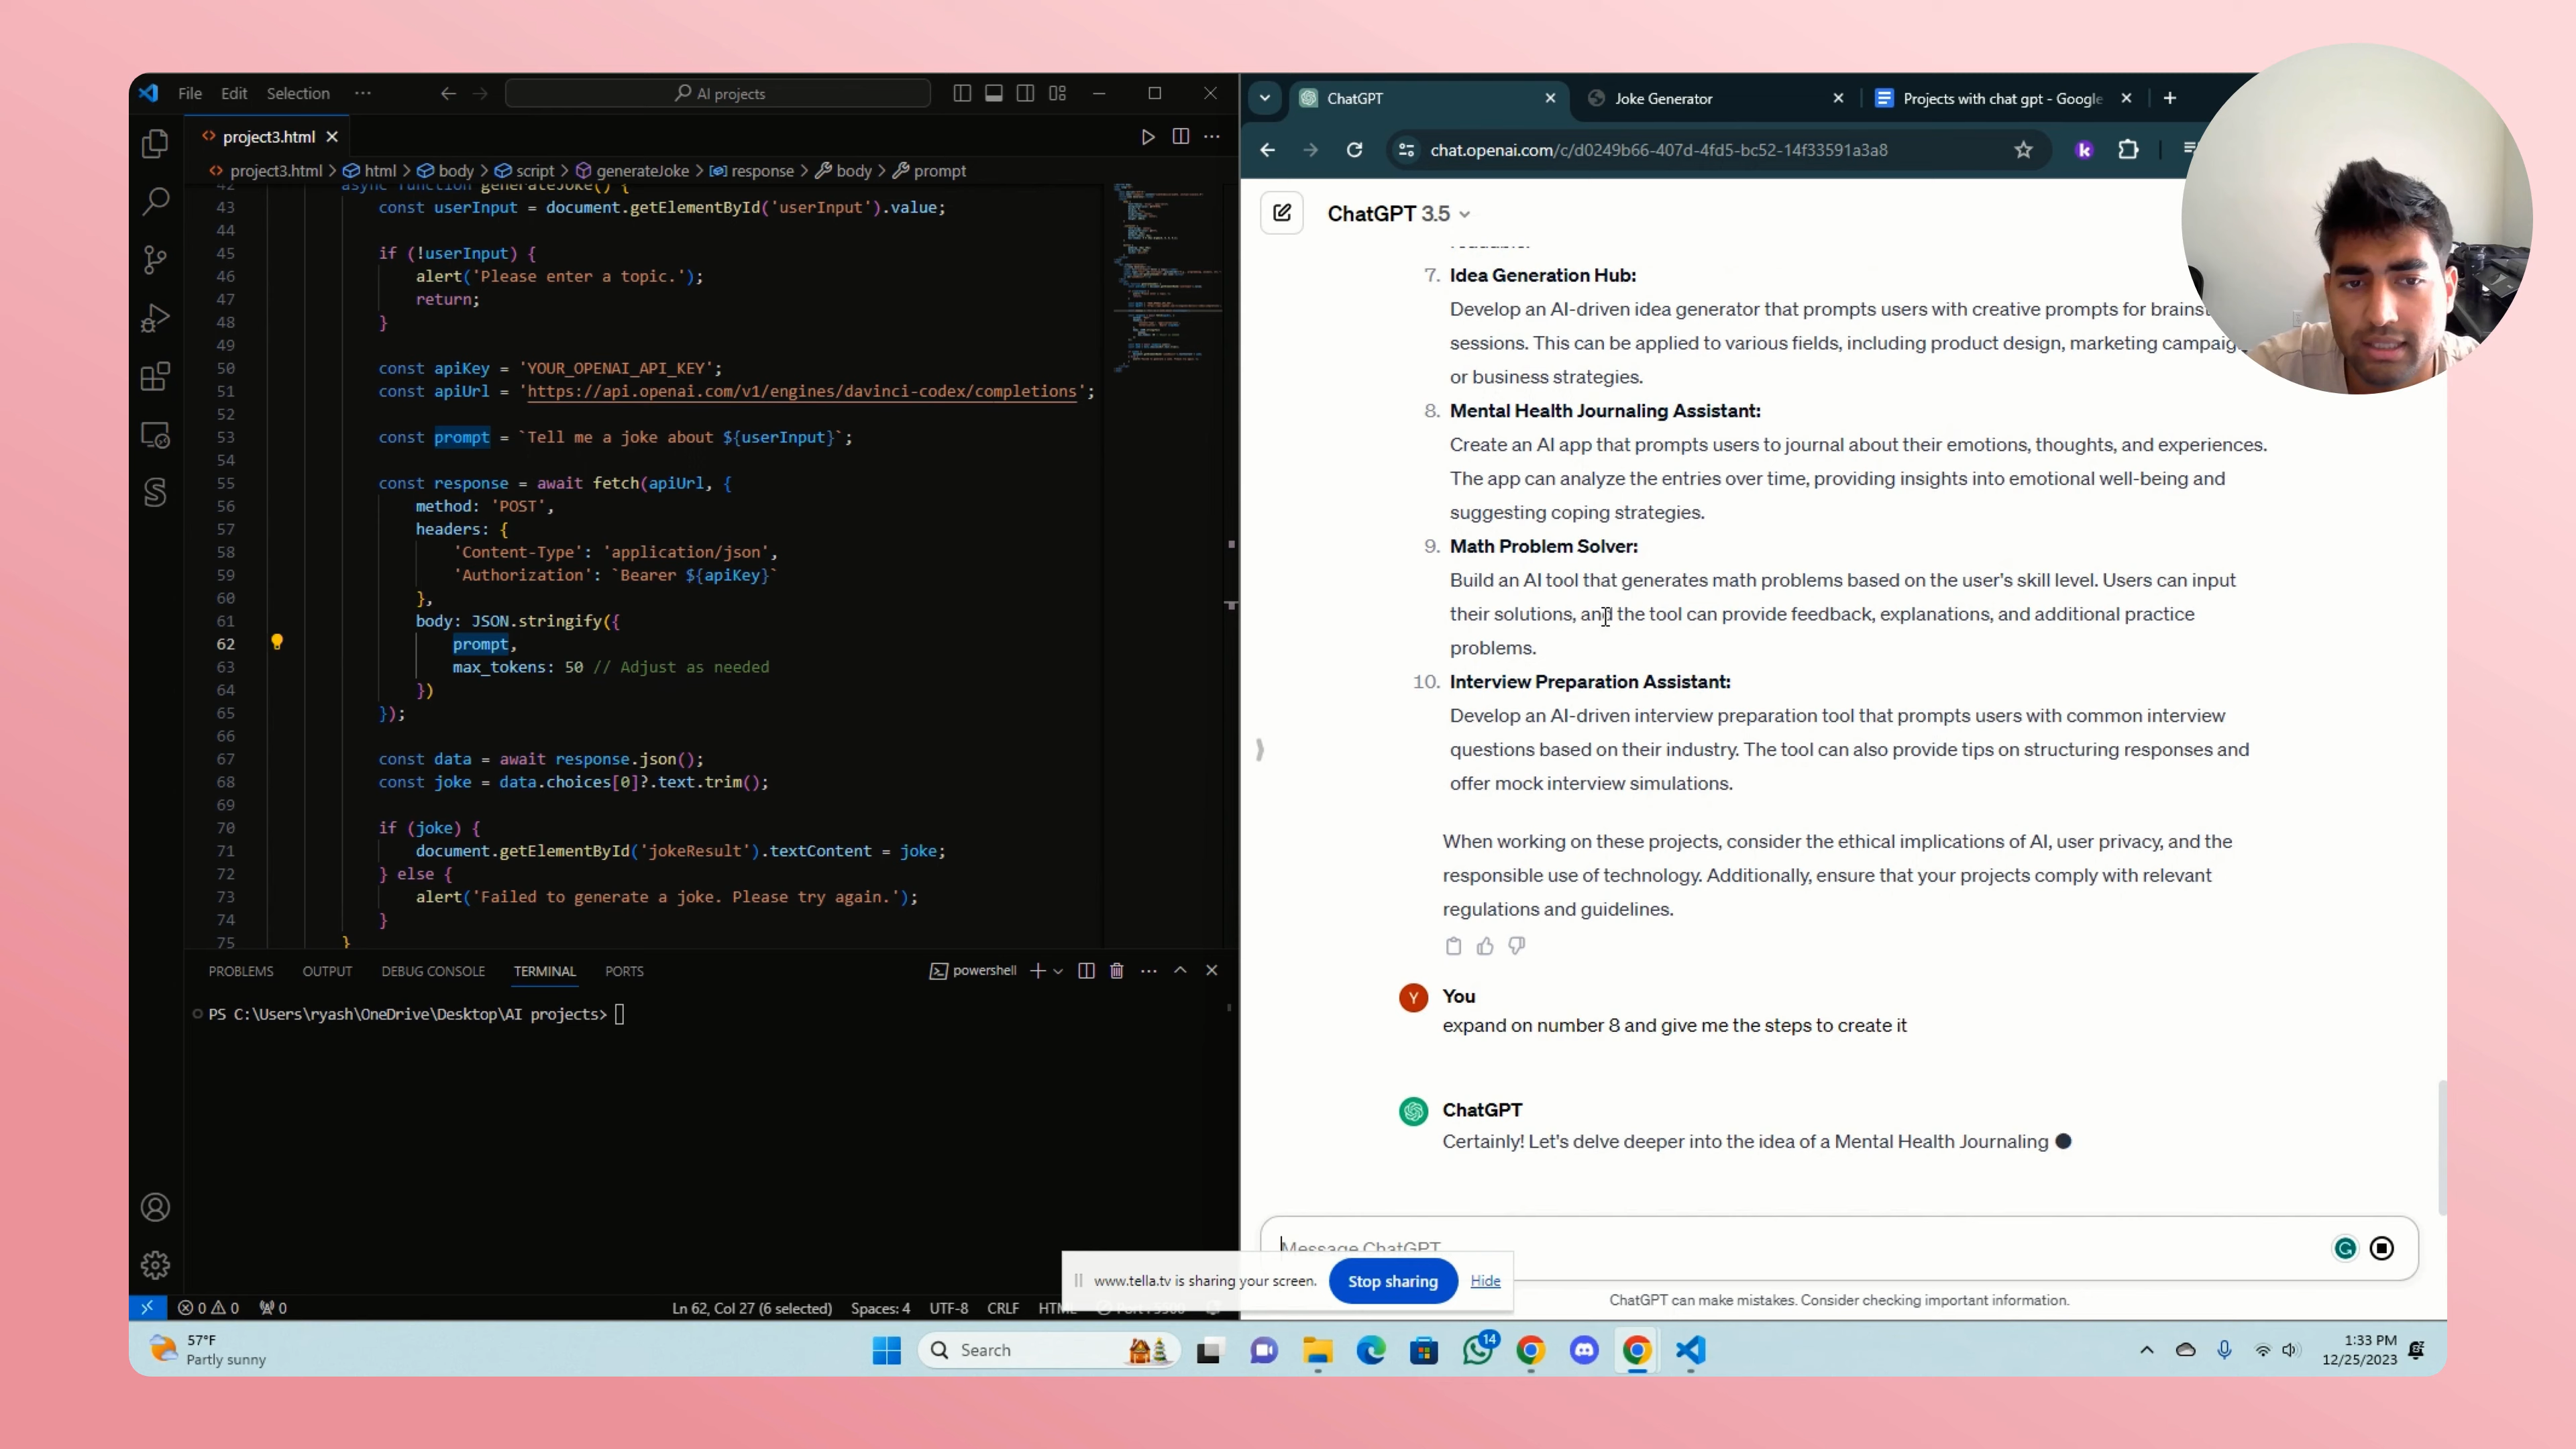 File Edit Selection ···
AI projects
project3.html
project3.html > html > body > script > generateJoke > response > body > prompt
async function generateJoke() {
43 const userInput = document.getElementById('userInput').value;
44
45 if (!userInput) {
46 alert('Please enter a topic.');
47 return;
48 }
49
50 const apiKey = 'YOUR_OPENAI_API_KEY';
51 const apiUrl = 'https://api.openai.com/v1/engines/davinci-codex/completions';
52
53 const prompt = `Tell me a joke about ${userInput}`;
54
55 const response = await fetch(apiUrl, {
56 method: 'POST',
57 headers: {
58 'Content-Type': 'application/json',
59 'Authorization': `Bearer ${apiKey}`
60 },
61 body: JSON.stringify({
62 prompt,
63 max_tokens: 50 // Adjust as needed
64 })
65 });
66
67 const data = await response.json();
68 const joke = data.choices[0]?.text.trim();
69
70 if (joke) {
71 document.getElementById('jokeResult').textContent = joke;
72 } else {
73 alert('Failed to generate a joke. Please try again.');
74 }
75 }
PROBLEMS OUTPUT DEBUG CONSOLE TERMINAL PORTS
powershell
PS C:\Users\ryash\OneDrive\Desktop\AI projects>
0 0 0
Ln 62, Col 27 (6 selected) Spaces: 4 UTF-8 CRLF
ChatGPT
Joke Generator
Projects with chat gpt - Google
chat.openai.com/c/d0249b66-407d-4fd5-bc52-14f33591a3a8
k
ChatGPT 3.5
7. Idea Generation Hub:
Develop an AI-driven idea generator that prompts users with creative prompts for
sessions. This can be applied to various fields, including product design, marketing
or business strategies.
8. Mental Health Journaling Assistant:
Create an AI app that prompts users to journal about their emotions, thoughts, and experiences.
The app can analyze the entries over time, providing insights into emotional well-being and
suggesting coping strategies.
9. Math Problem Solver:
Build an AI tool that generates math problems based on the user's skill level. Users can input
their solutions, and the tool can provide feedback, explanations, and additional practice
problems.
10. Interview Preparation Assistant:
Develop an AI-driven interview preparation tool that prompts users with common interview
questions based on their industry. The tool can also provide tips on structuring responses and
offer mock interview simulations.
When working on these projects, consider the ethical implications of AI, user privacy, and the
responsible use of technology. Additionally, ensure that your projects comply with relevant
regulations and guidelines.
Y You
expand on number 8 and give me the steps to create it
ChatGPT
Certainly! Let's delve deeper into the idea of a Mental Health Journaling
Message ChatGPT
www.tella.tv is sharing your screen. Stop sharing Hide
ChatGPT can make mistakes. Consider checking important information.
57°F
Partly sunny
Search
14
1:33 PM
12/25/2023